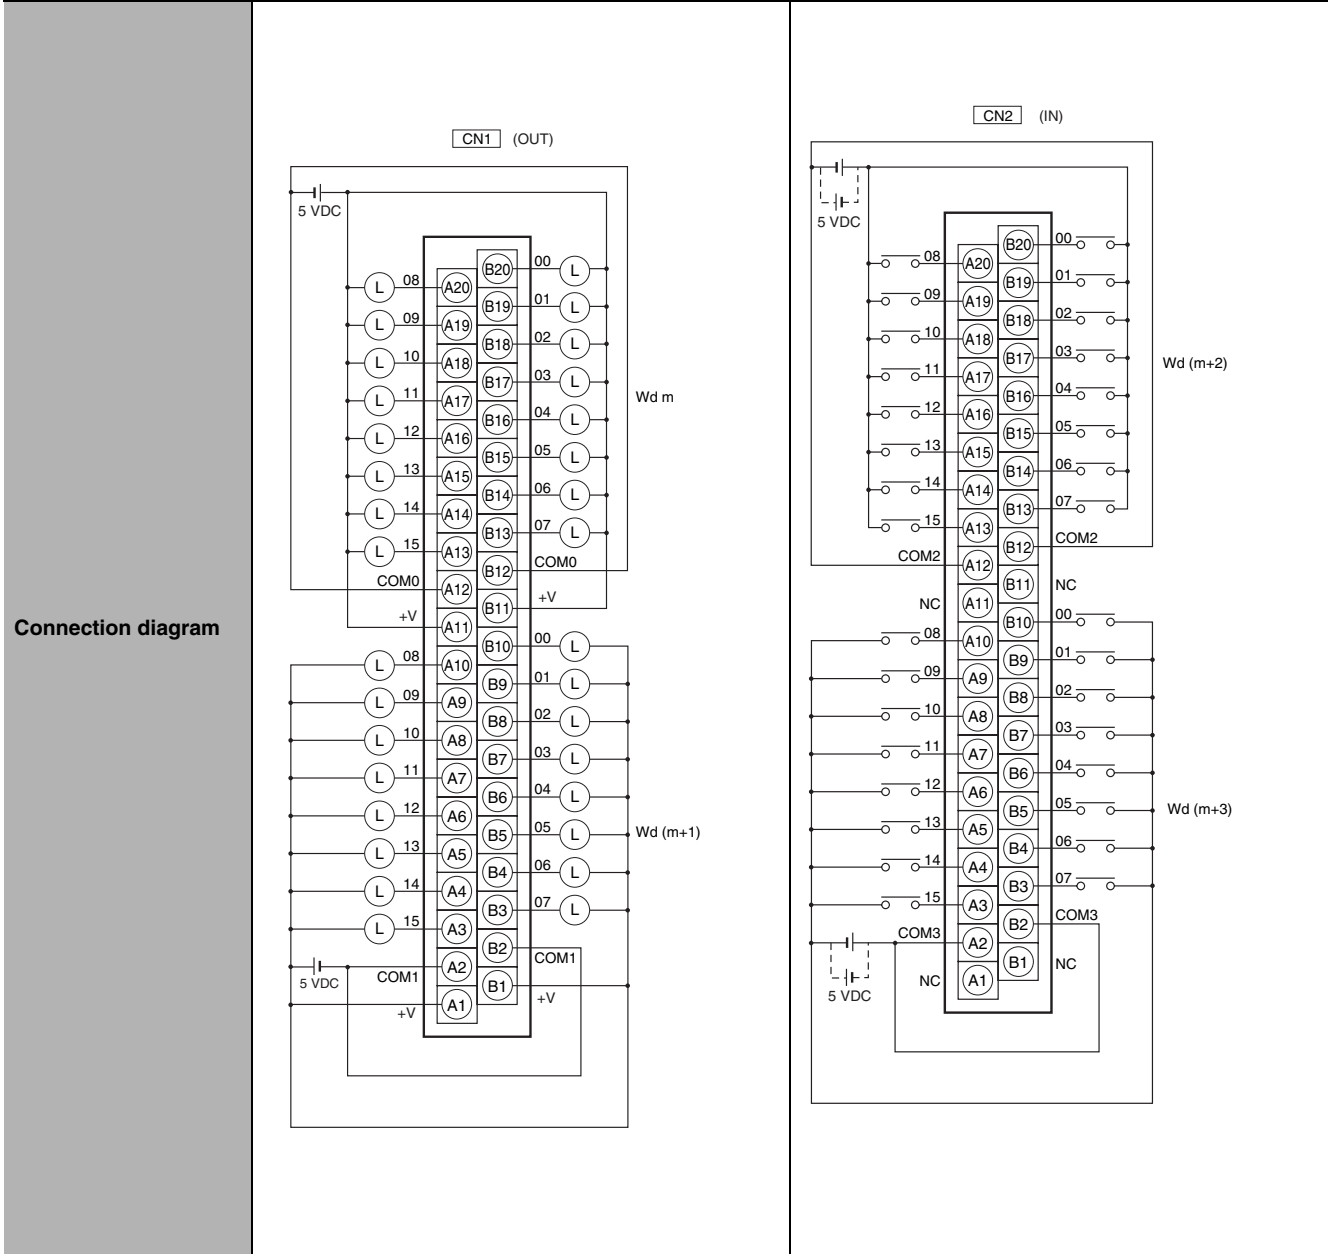 Connection diagram
CN1 (OUT)
5 VDC
B20 00 L
L 08 A20
B19 01 L
L 09 A19
B18 02 L
L 10 A18
B17 03 L
L 11 A17
Wd m
B16 04 L
L 12 A16
B15 05 L
L 13 A15
B14 06 L
L 14 A14
B13 07 L
L 15 A13
B12 COM0
COM0 A12
B11 +V
+V A11
B10 00 L
L 08 A10
B9 01 L
L 09 A9
B8 02 L
L 10 A8
B7 03 L
L 11 A7
B6 04 L
L 12 A6
B5 05 L
Wd (m+1)
L 13 A5
B4 06 L
L 14 A4
B3 07 L
L 15 A3
B2 COM1
5 VDC COM1 A2
B1 +V
+V A1
CN2 (IN)
5 VDC
B20 00
08 A20
B19 01
09 A19
B18 02
10 A18
B17 03
Wd (m+2)
11 A17
B16 04
12 A16
B15 05
13 A15
B14 06
14 A14
B13 07
15 A13
B12 COM2
COM2 A12
B11 NC
NC A11
B10 00
08 A10
B9 01
09 A9
B8 02
10 A8
B7 03
11 A7
B6 04
12 A6
B5 05
Wd (m+3)
13 A5
B4 06
14 A4
B3 07
15 A3
B2 COM3
COM3 A2
B1 NC
NC A1
5 VDC